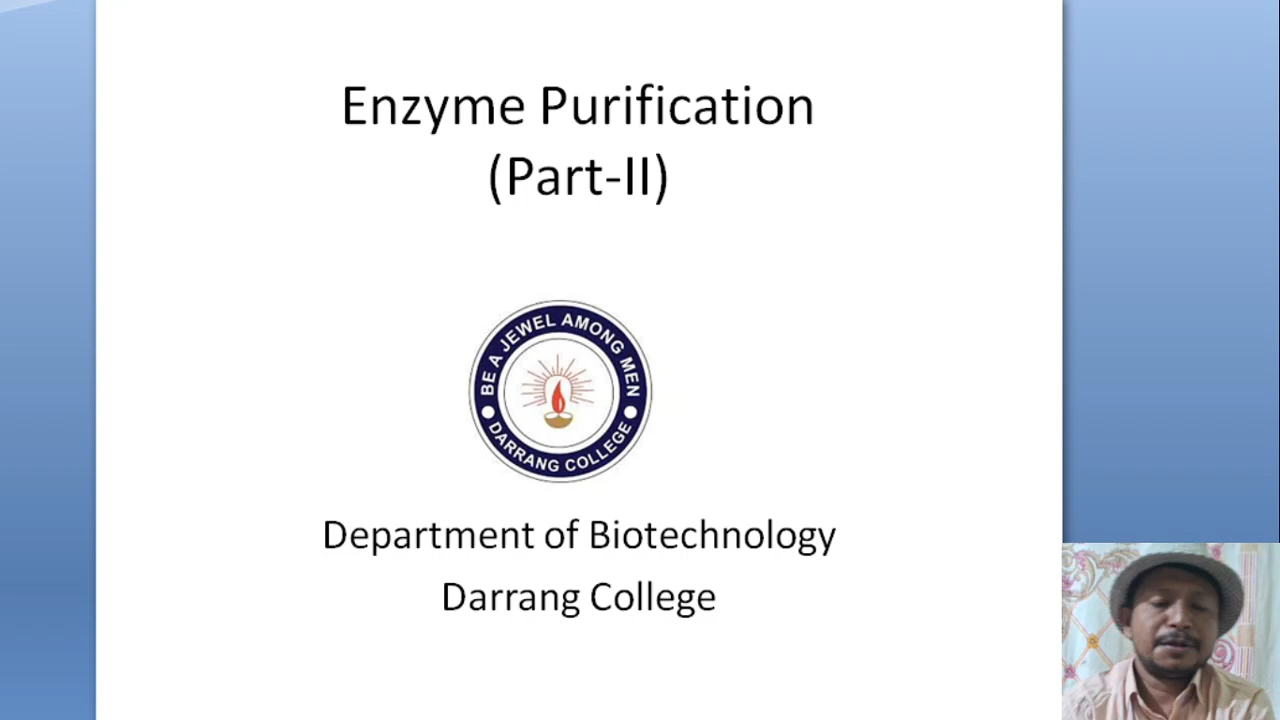 Enzyme Purification
(Part-II)
BE A JEWEL AMONG MEN
DARRANG COLLEGE
Department of Biotechnology
Darrang College